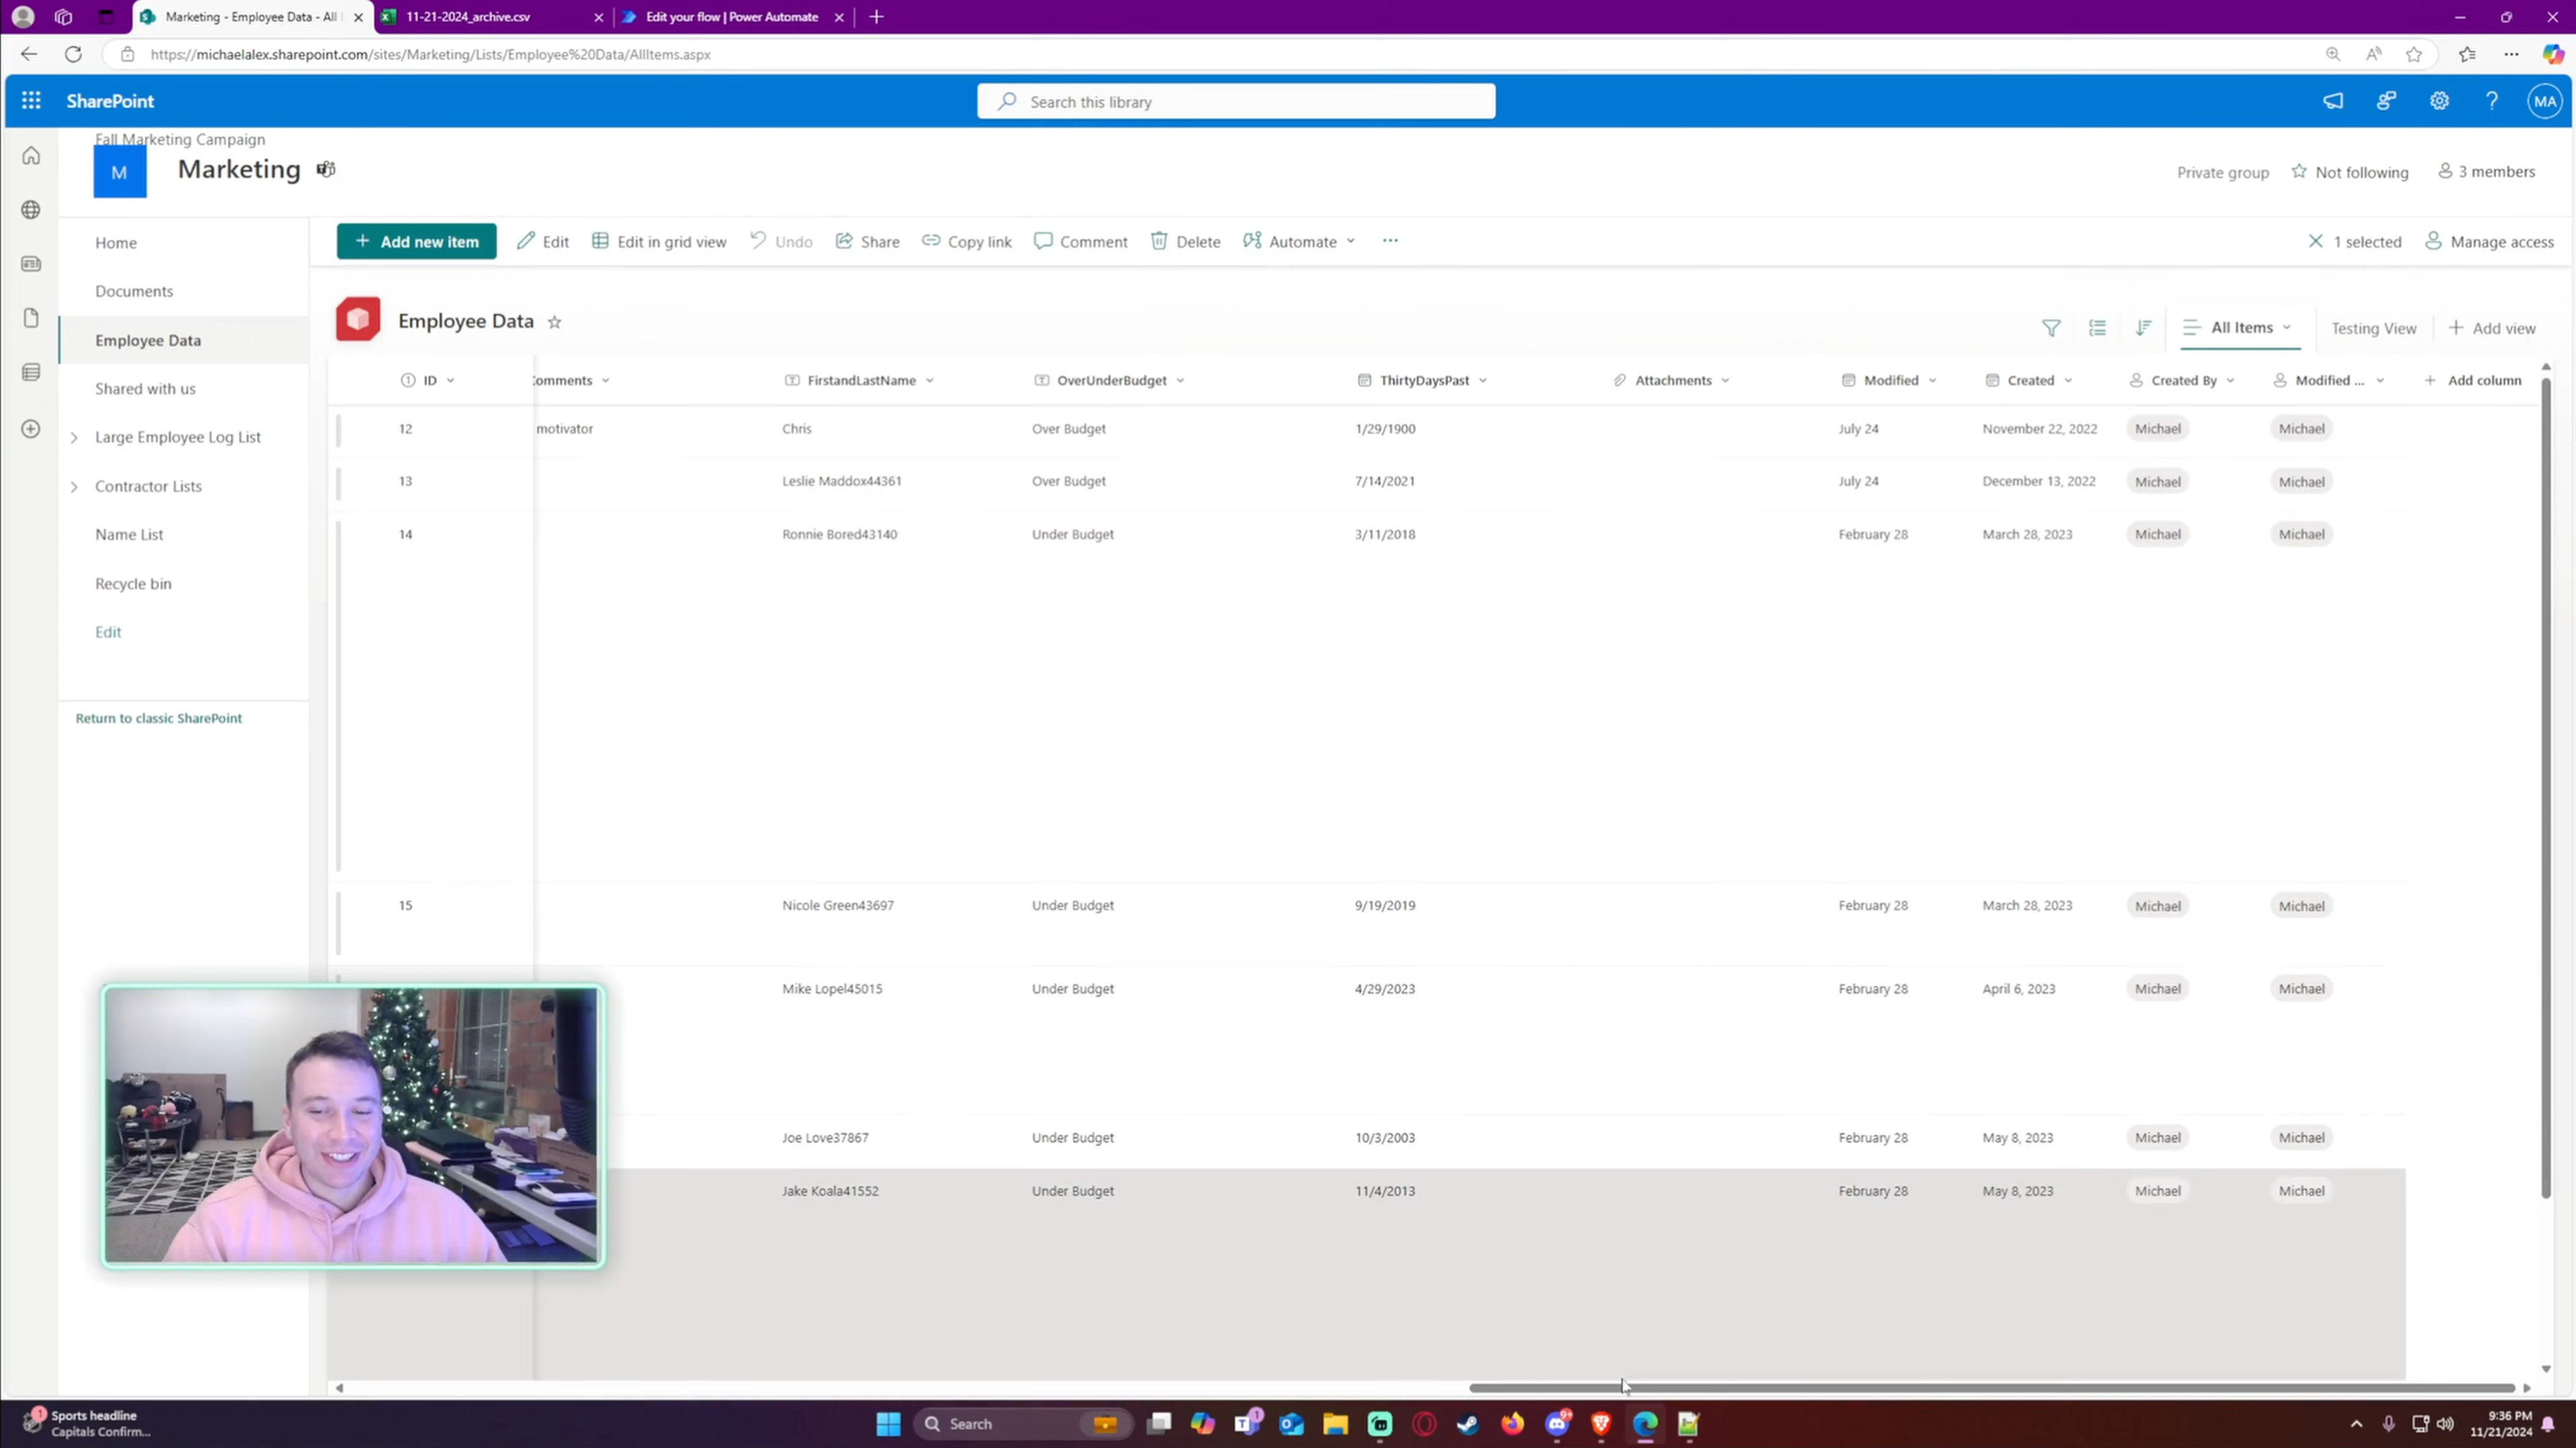 Marketing - Employee Data - All I
11-21-2024_archive.csv
Edit your flow | Power Automate
https://michaelalex.sharepoint.com/sites/Marketing/Lists/Employee%20Data/AllItems.aspx
SharePoint
Search this library
MA
Fall Marketing Campaign
M
Marketing
Private group
Not following
3 members
Home
Documents
Employee Data
Shared with us
Large Employee Log List
Contractor Lists
Name List
Recycle bin
Edit
Return to classic SharePoint
+ Add new item
Edit
Edit in grid view
Undo
Share
Copy link
Comment
Delete
Automate
...
1 selected
Manage access
Employee Data
All Items
Testing View
+ Add view
ID Comments FirstandLastName OverUnderBudget ThirtyDaysPast Attachments Modified Created Created By Modified ... + Add column
12 motivator Chris Over Budget 1/29/1900 July 24 November 22, 2022 Michael Michael
13 Leslie Maddox44361 Over Budget 7/14/2021 July 24 December 13, 2022 Michael Michael
14 Ronnie Bored43140 Under Budget 3/11/2018 February 28 March 28, 2023 Michael Michael
15 Nicole Green43697 Under Budget 9/19/2019 February 28 March 28, 2023 Michael Michael
Mike Lopel45015 Under Budget 4/29/2023 February 28 April 6, 2023 Michael Michael
Joe Love37867 Under Budget 10/3/2003 February 28 May 8, 2023 Michael Michael
Jake Koala41552 Under Budget 11/4/2013 February 28 May 8, 2023 Michael Michael
1
Sports headline
Capitals Confirm...
Search
1
9+
9:36 PM
11/21/2024